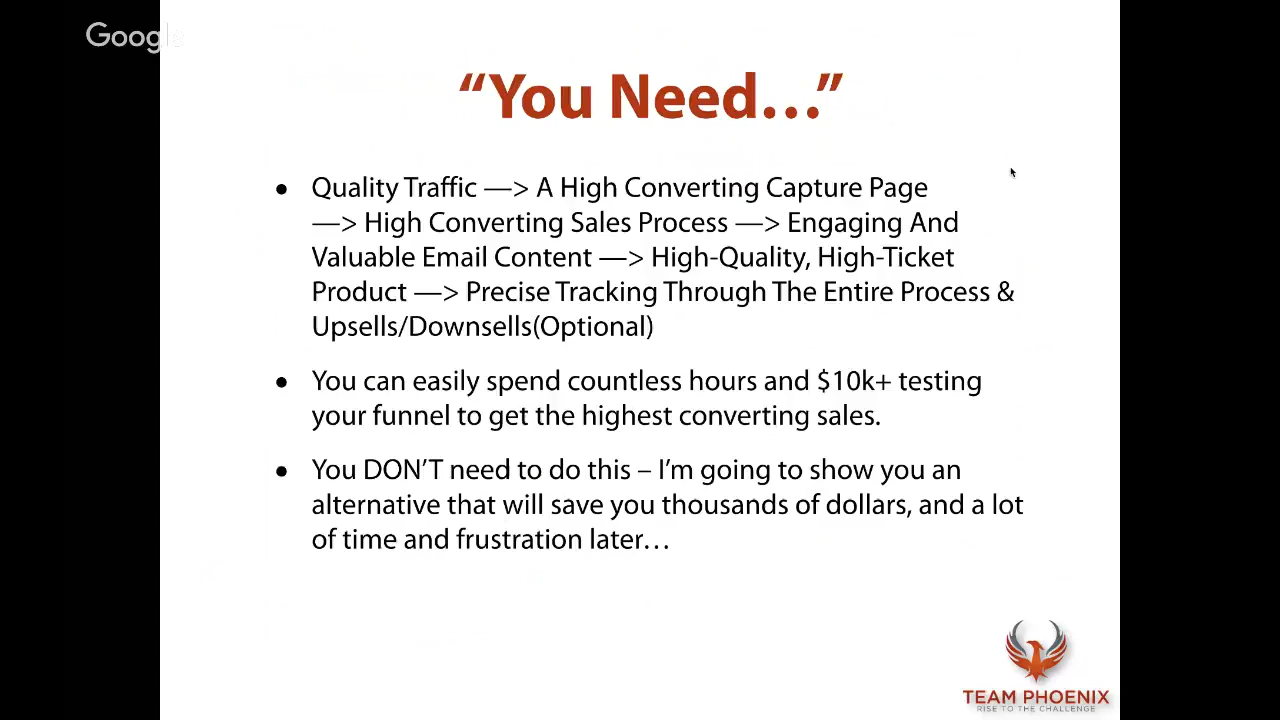 Google
“You Need…”
• Quality Traffic —> A High Converting Capture Page
—> High Converting Sales Process —> Engaging And
Valuable Email Content —> High-Quality, High-Ticket
Product —> Precise Tracking Through The Entire Process &
Upsells/Downsells(Optional)
• You can easily spend countless hours and $10k+ testing
your funnel to get the highest converting sales.
• You DON’T need to do this – I’m going to show you an
alternative that will save you thousands of dollars, and a lot
of time and frustration later…
TEAM PHOENIX
RISE TO THE CHALLENGE